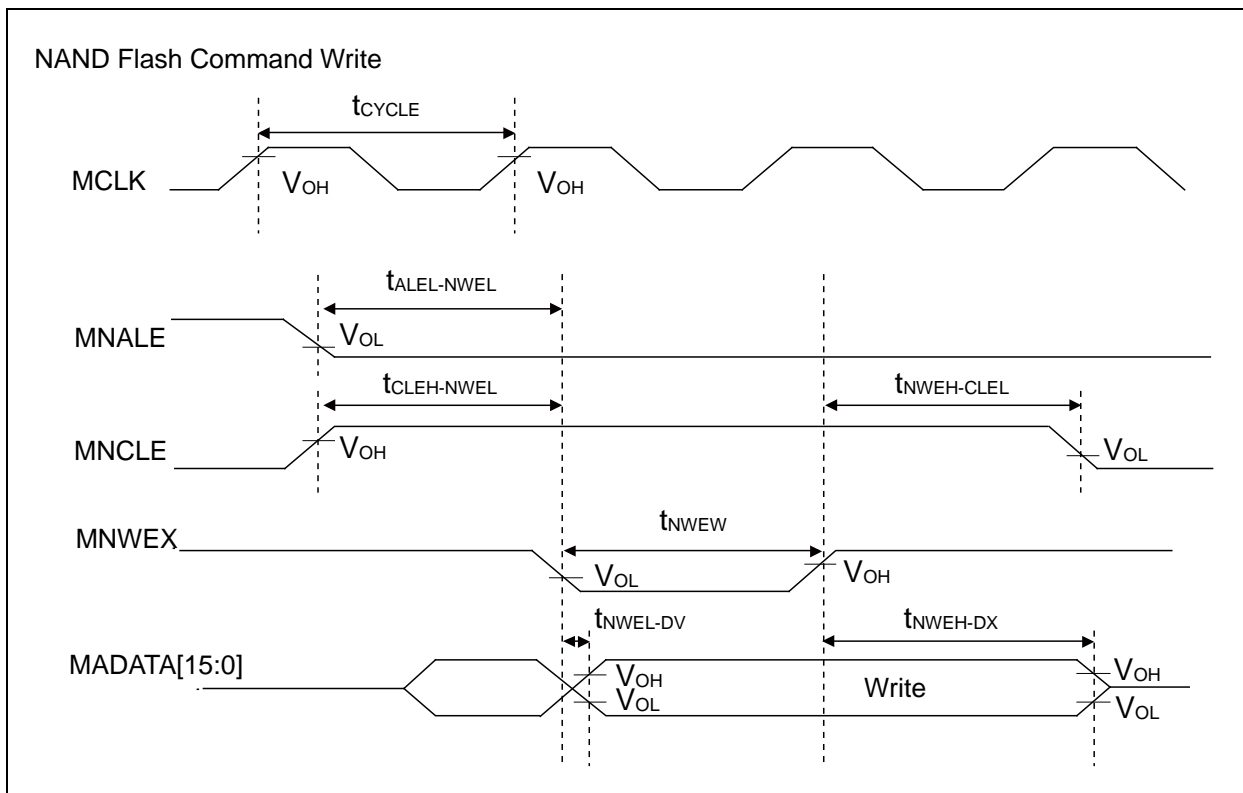 NAND Flash Command Write
tCYCLE
MCLK
VOH
VOH
tALEL-NWEL
MNALE
VOL
tCLEH-NWEL
tNWEH-CLEL
MNCLE
VOH
VOL
tNWEW
MNWEX
VOL
VOH
tNWEL-DV
tNWEH-DX
MADATA[15:0]
VOH
Write
VOH
VOL
VOL